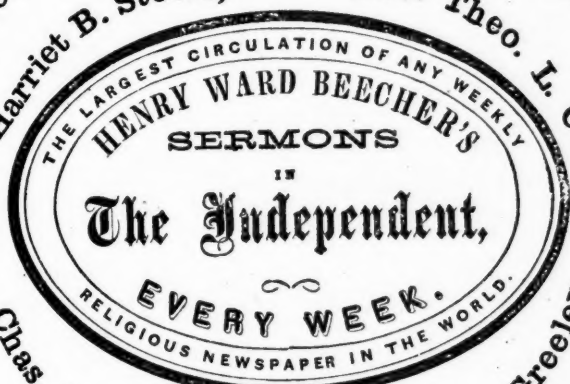 Harriet B.
Theo. L.
THE LARGEST CIRCULATION OF ANY WEEKLY
HENRY WARD BEECHER'S
SERMONS
IN
The Independent,
EVERY WEEK.
RELIGIOUS NEWSPAPER IN THE WORLD.
Chas